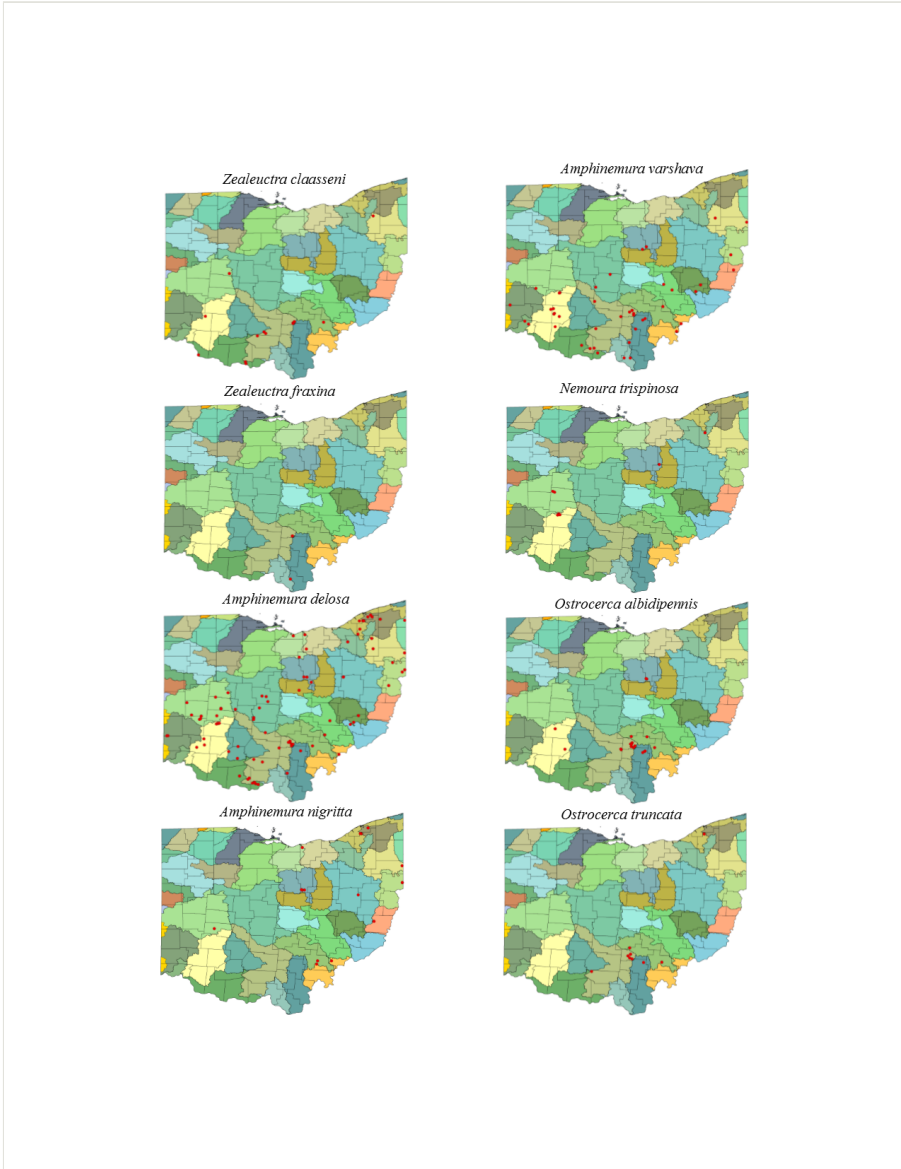 Zealeuctra claasseni
Amphinemura varshava
Zealeuctra fraxina
Nemoura trispinosa
Amphinemura delosa
Ostrocerca albidipennis
Amphinemura nigritta
Ostrocerca truncata